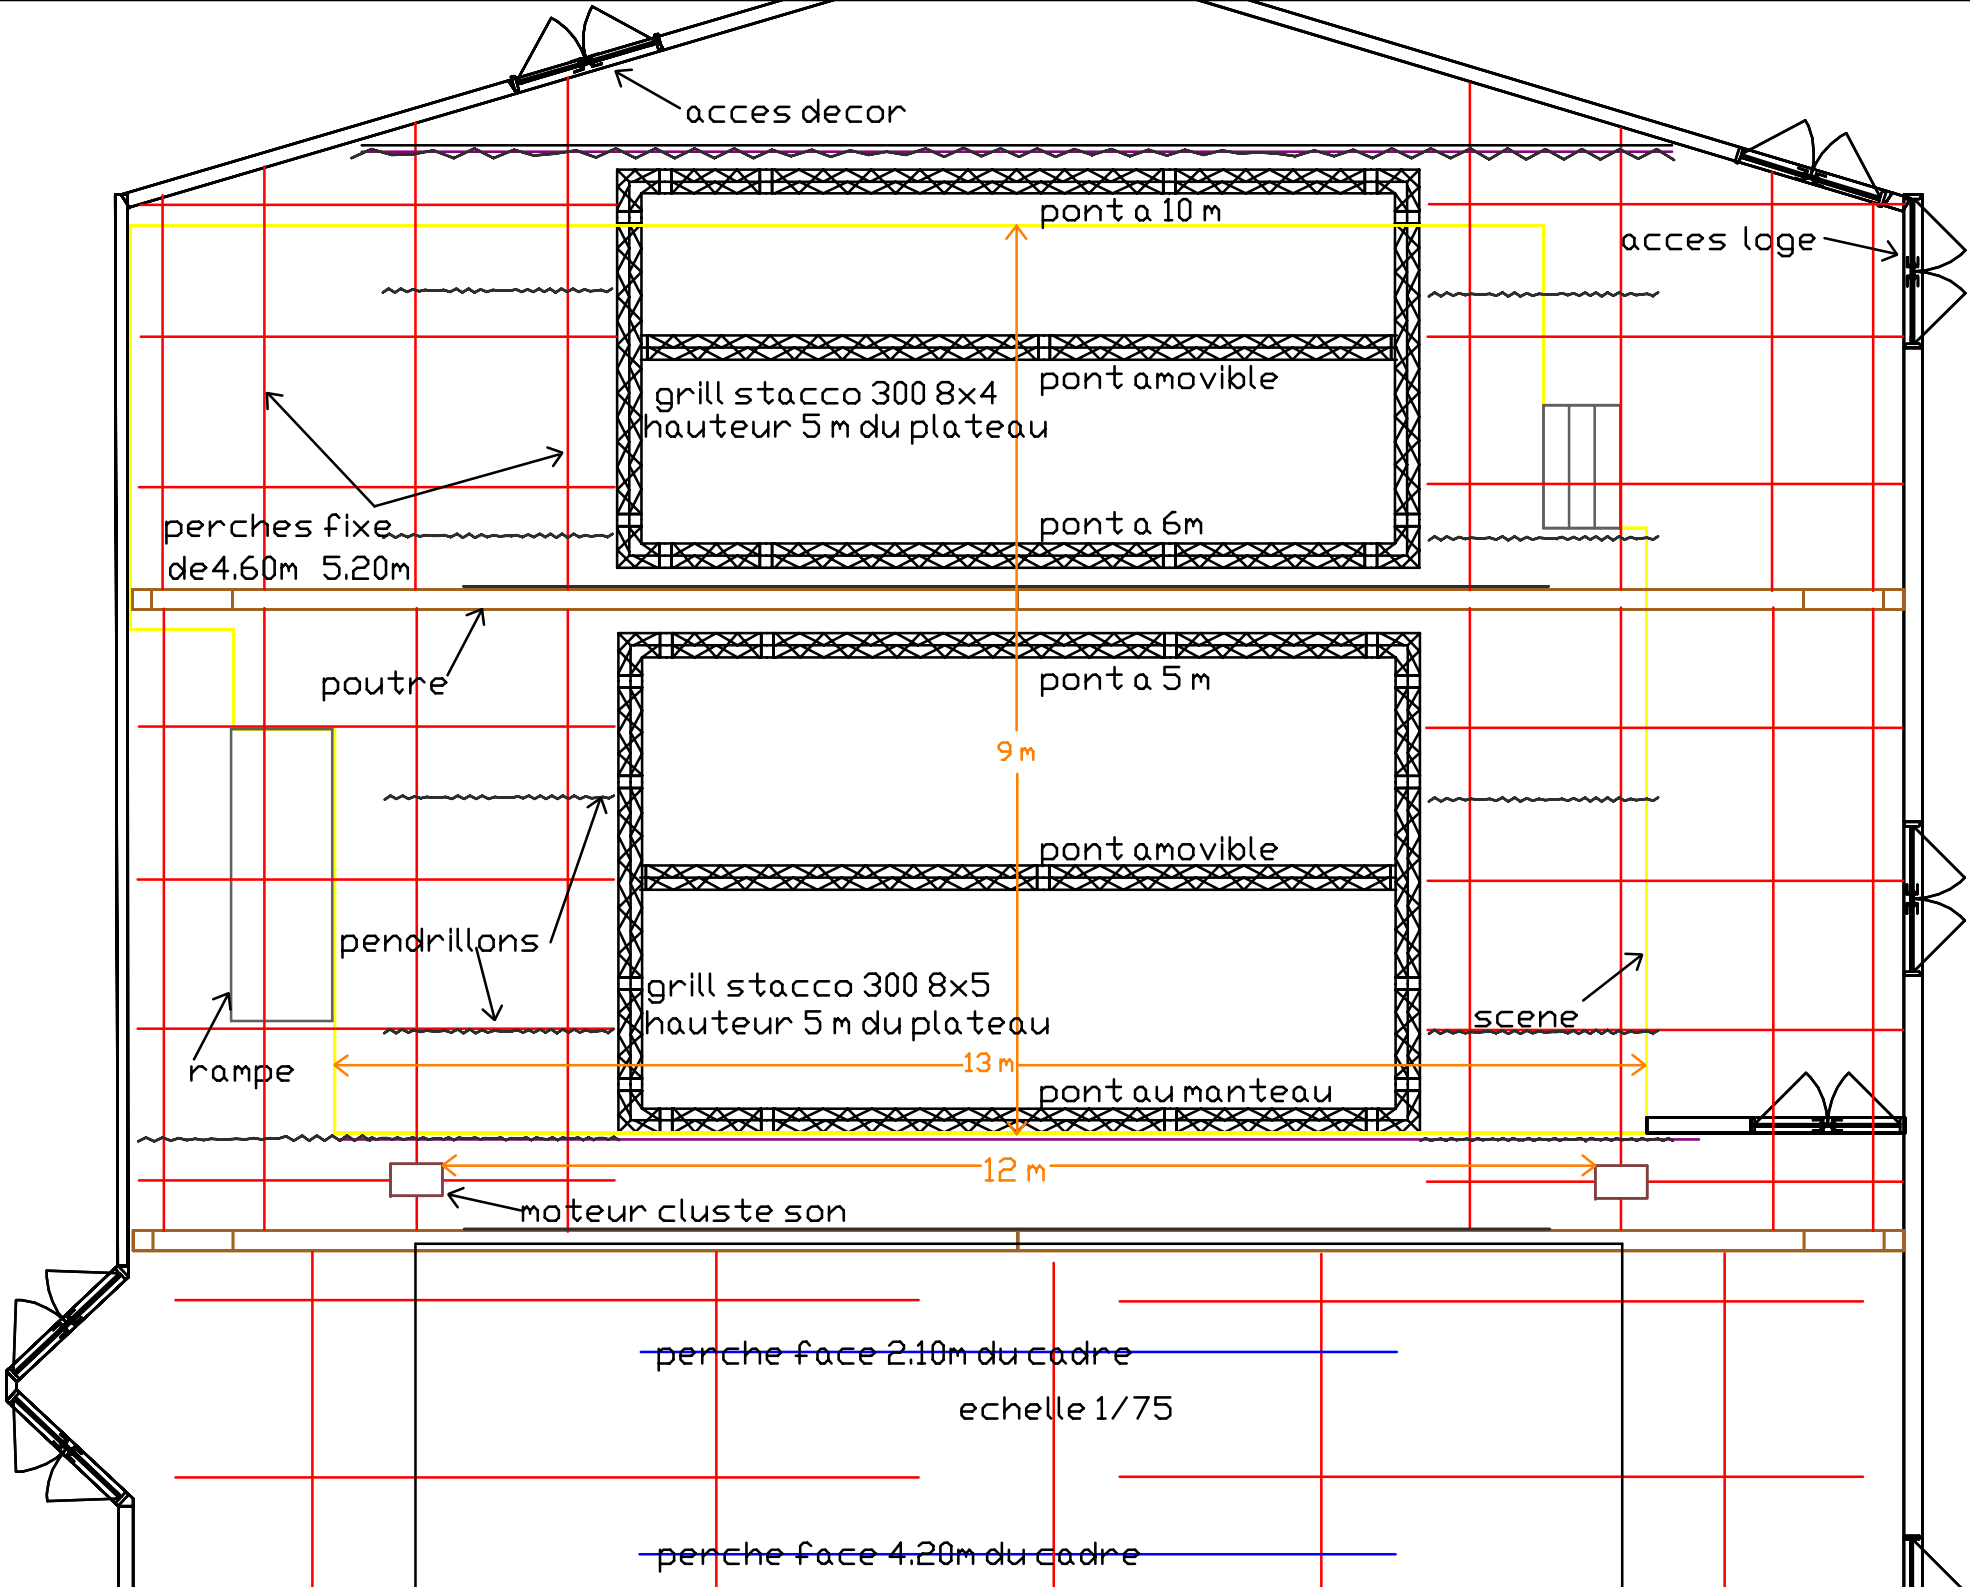 acces decor
pont a 10 m
acces loge
pont amovible
grill stacco 300 8x4
hauteur 5 m du plateau
pont a 6m
perches fixe
de4.60m 5.20m
poutre
pont a 5 m
9 m
pont amovible
pendrillons
grill stacco 300 8x5
hauteur 5 m du plateau
scene
rampe
13 m
pont au manteau
12 m
moteur cluste son
perche face 2.10m du cadre
echelle 1/75
perche face 4.20m du cadre